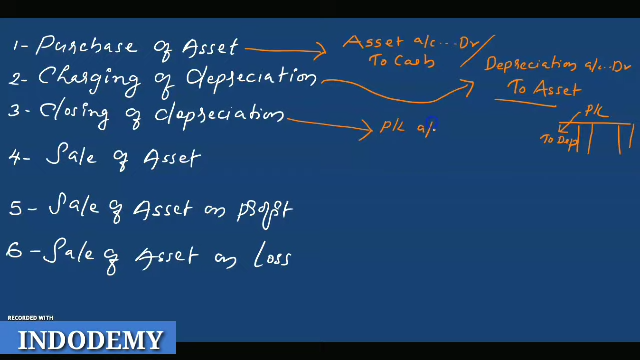 1- Purchase of Asset
Asset a/c...Dr
To Cash
2- Charging of depreciation
Depreciation a/c...Dr
To Asset
3- Closing of depreciation
P/L a/c
P/L
To Dep
4- Sale of Asset
5- Sale of Asset on profit
6- Sale of Asset on Loss
RECORDED WITH
INDODEMY